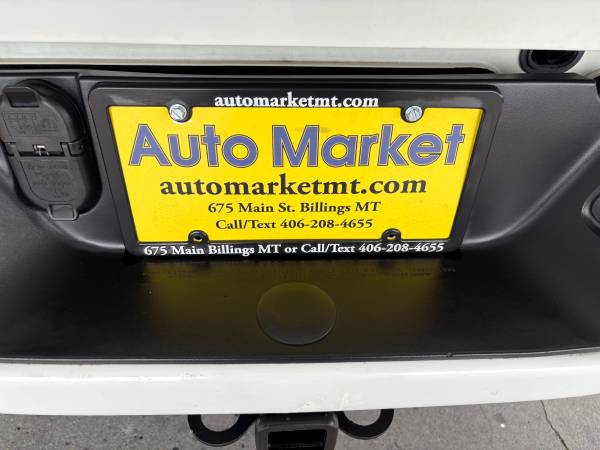 automarketmt.com
Auto Market
automarketmt.com
675 Main St. Billings MT
Call/Text 406-208-4655
675 Main Billings MT or Call/Text 406-208-4655